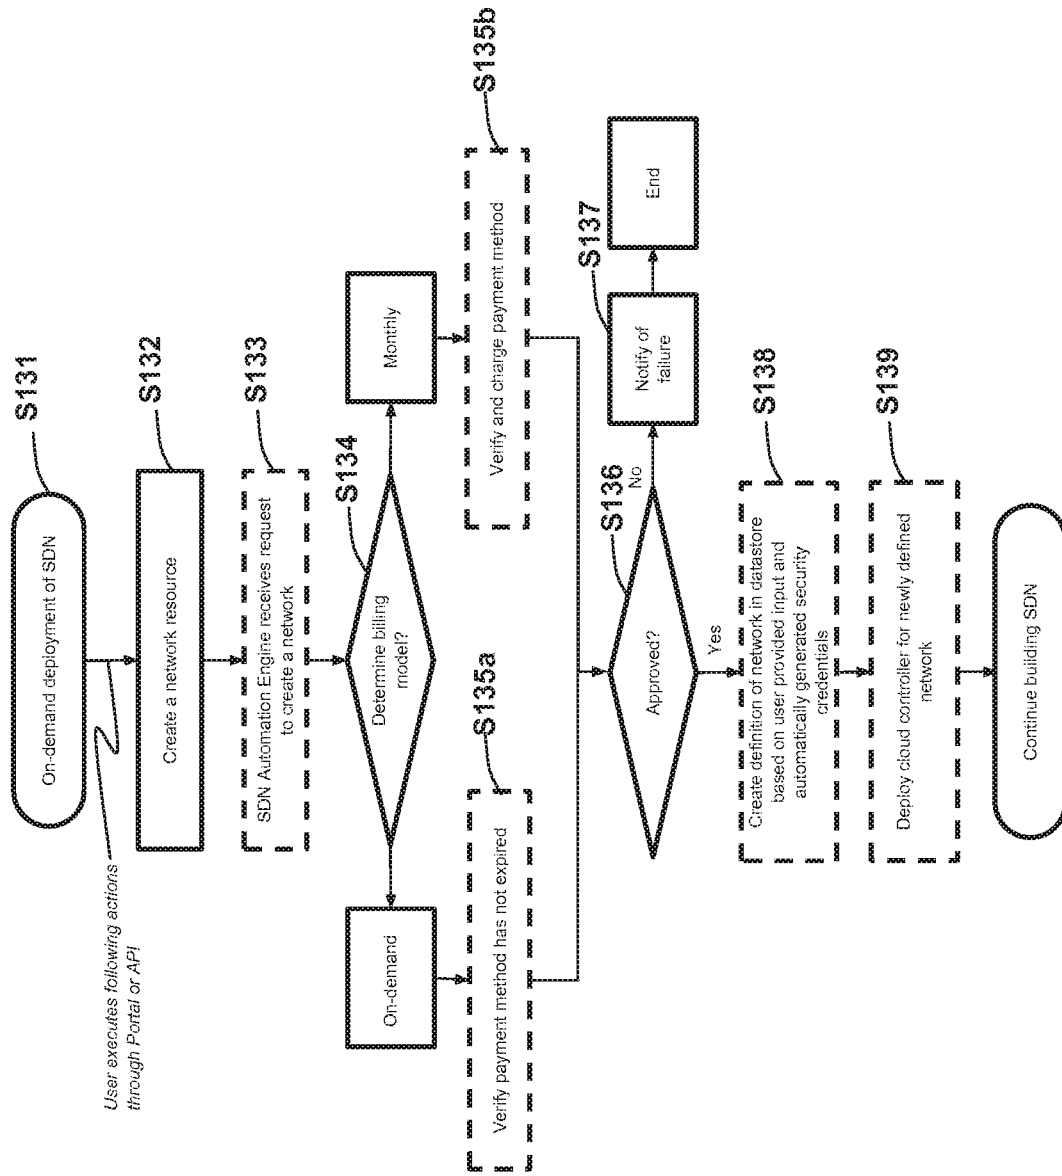 S131
On-demand deployment of SDN
User executes following actions
through Portal or API
S132
Create a network resource
S133
SDN Automation Engine receives request
to create a network
S134
Determine billing
model?
On-demand
Monthly
S135a
Verify payment method has not expired
S135b
Verify and charge payment method
S136
Approved?
No
S137
Notify of
failure
End
Yes
S138
Create definition of network in datastore
based on user provided input and
automatically generated security
credentials
S139
Deploy cloud controller for newly defined
network
Continue building SDN